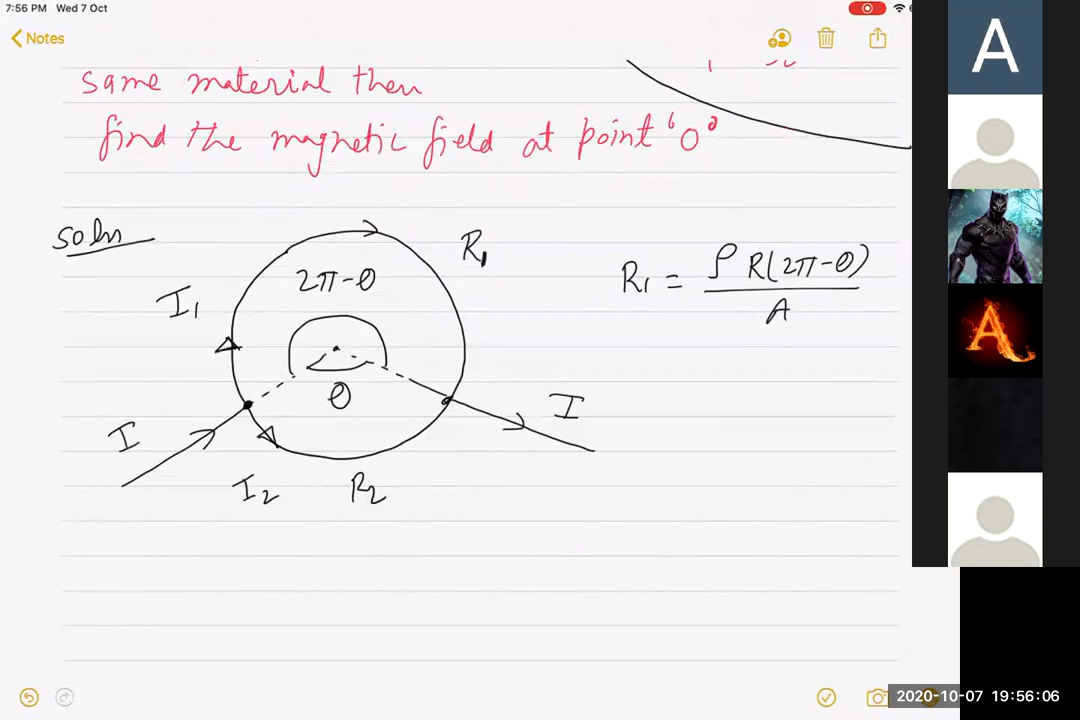 7:56 PM Wed 7 Oct
Notes
same material then
find the magnetic field at point 'O'
Soln
R₁
2π-θ
I₁
R₁ = ρ R(2π-θ) / A
θ
I
I
I₂
R₂
A
A
2020-10-07 19:56:06